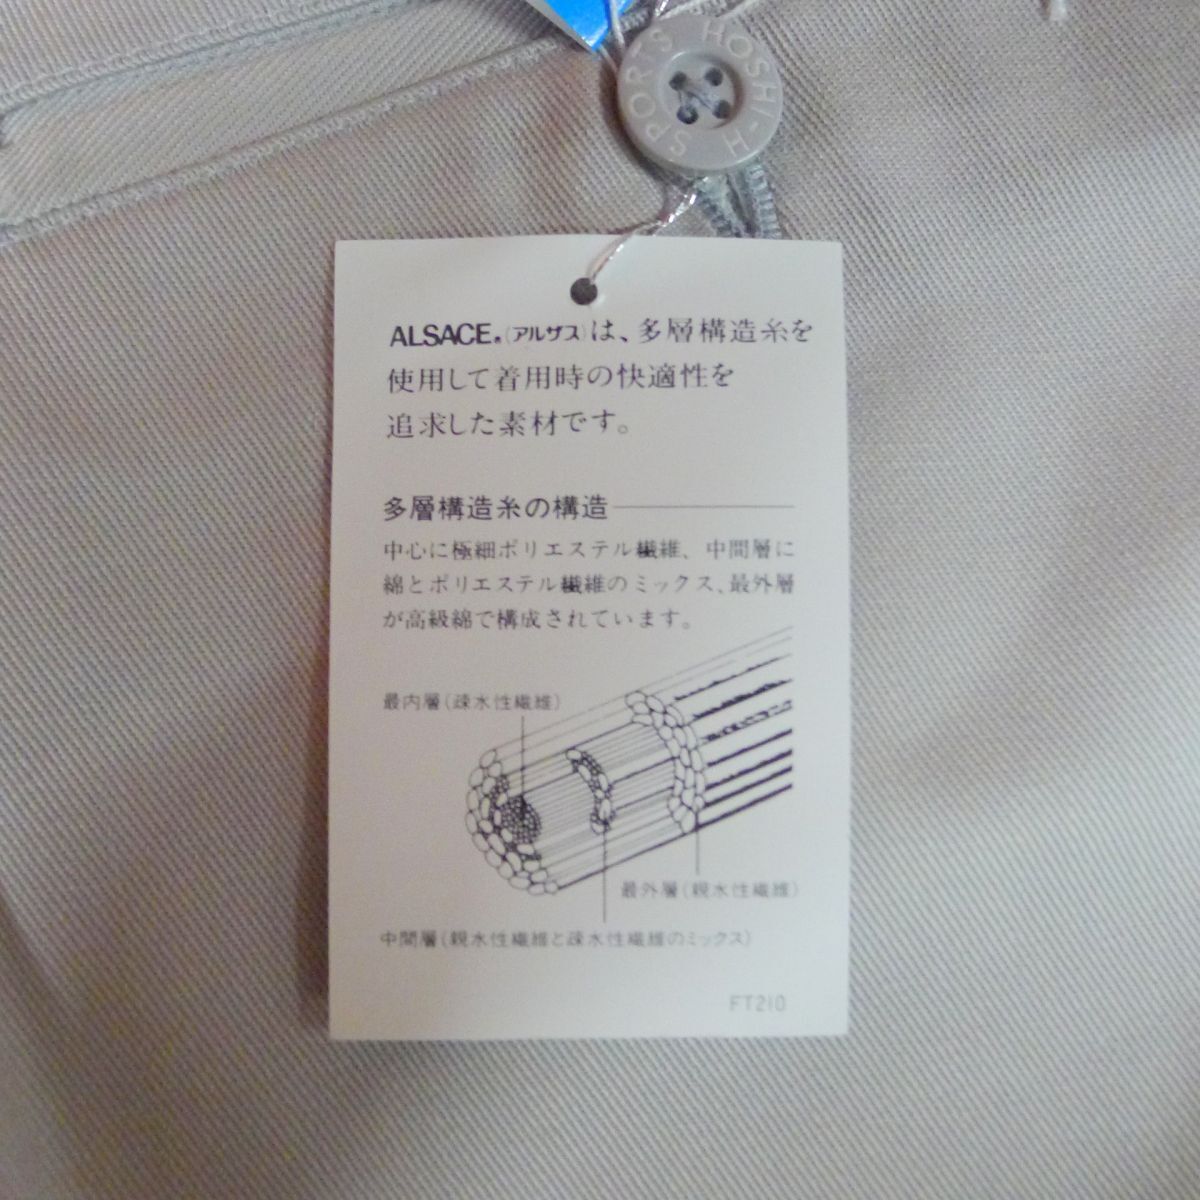 HOSHI-H SPORTS
ALSACE®(アルザス)は、多層構造糸を
使用して着用時の快適性を
追求した素材です。
多層構造糸の構造
中心に極細ポリエステル繊維、中間層に
綿とポリエステル繊維のミックス、最外層
が高級綿で構成されています。
最内層(疎水性繊維)
最外層(親水性繊維)
中間層(親水性繊維と疎水性繊維のミックス)
FT210